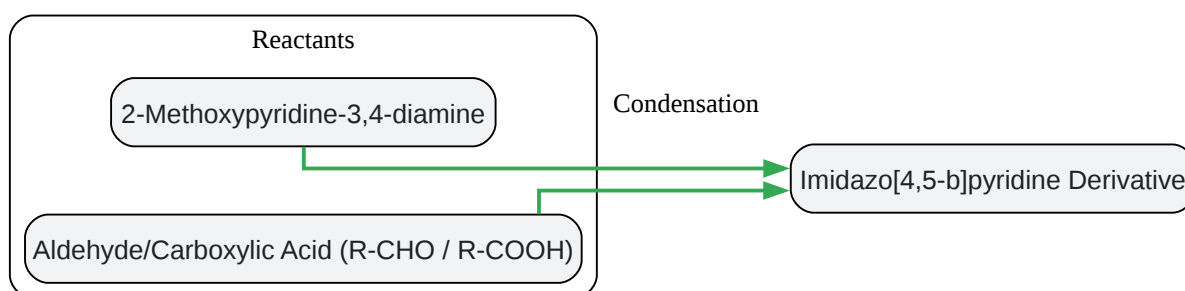 Reactants
2-Methoxypyridine-3,4-diamine
Condensation
Imidazo[4,5-b]pyridine Derivative
Aldehyde/Carboxylic Acid (R-CHO / R-COOH)